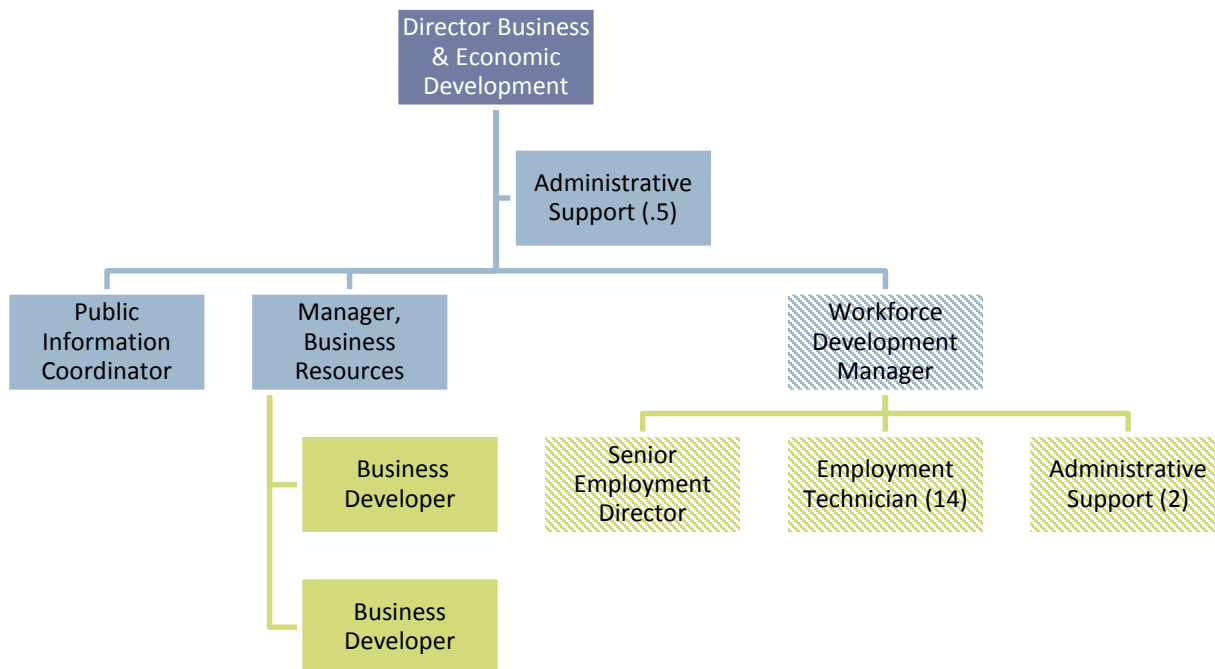 Director Business
& Economic
Development
Administrative
Support (.5)
Public
Information
Coordinator
Manager,
Business
Resources
Workforce
Development
Manager
Business
Developer
Business
Developer
Senior
Employment
Director
Employment
Technician (14)
Administrative
Support (2)